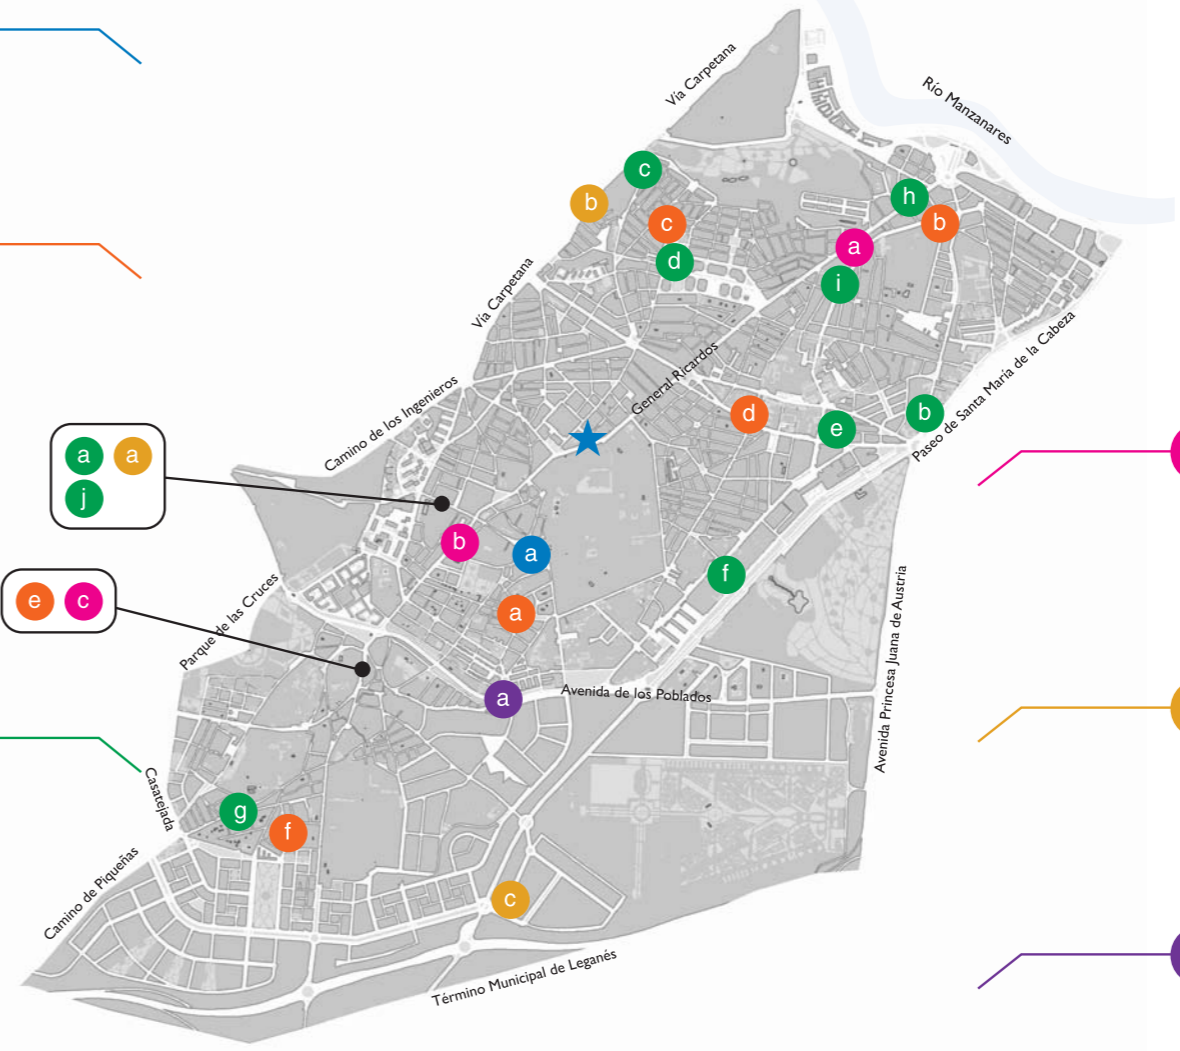 Vía Carpetana
Río Manzanares
c
b
h
c
b
a
d
i
Vía Carpetana
Paseo de Santa María de la Cabeza
General Ricardos
Camino de los Ingenieros
d
b
e
a a
j
b
a
f
e c
a
Parque de las Cruces
Avenida Princesa Juana de Austria
a
Avenida de los Poblados
Casatejada
g
f
Camino de Piqueñas
c
Término Municipal de Leganés